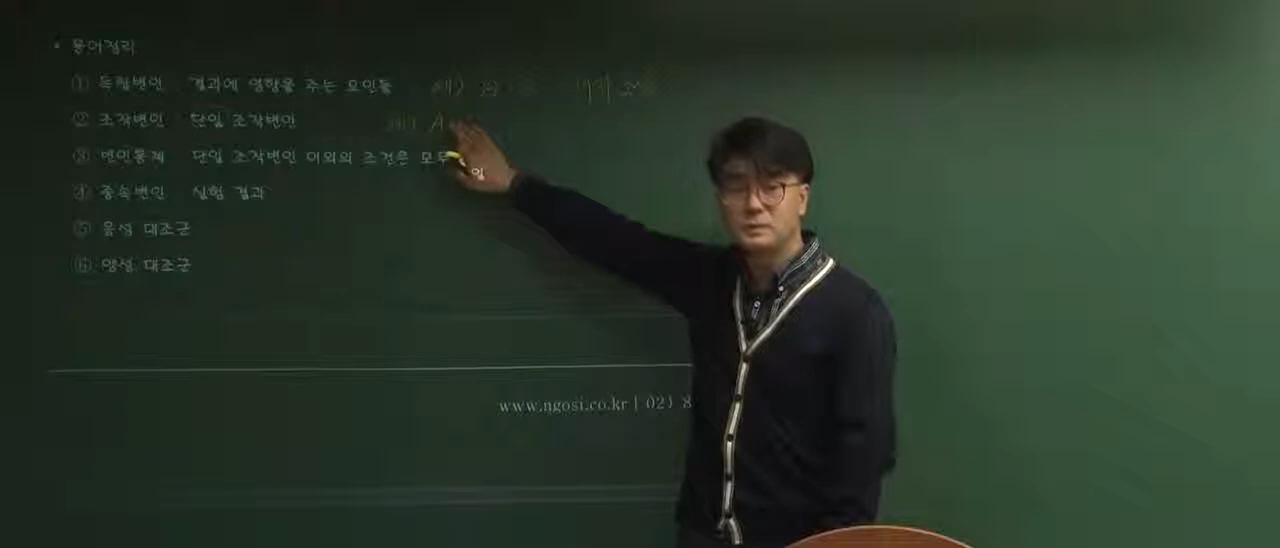 • 용어정리
① 독립변인 결과에 영향을 주는 요인들 예)
② 조작변인 단일 조작변인 예) A
③ 변인통제 단일 조작변인 이외의 조건은 모두 일
④ 종속변인 실험 결과
⑤ 음성 대조군
⑥ 양성 대조군
www.ngosi.co.kr | 02) 8